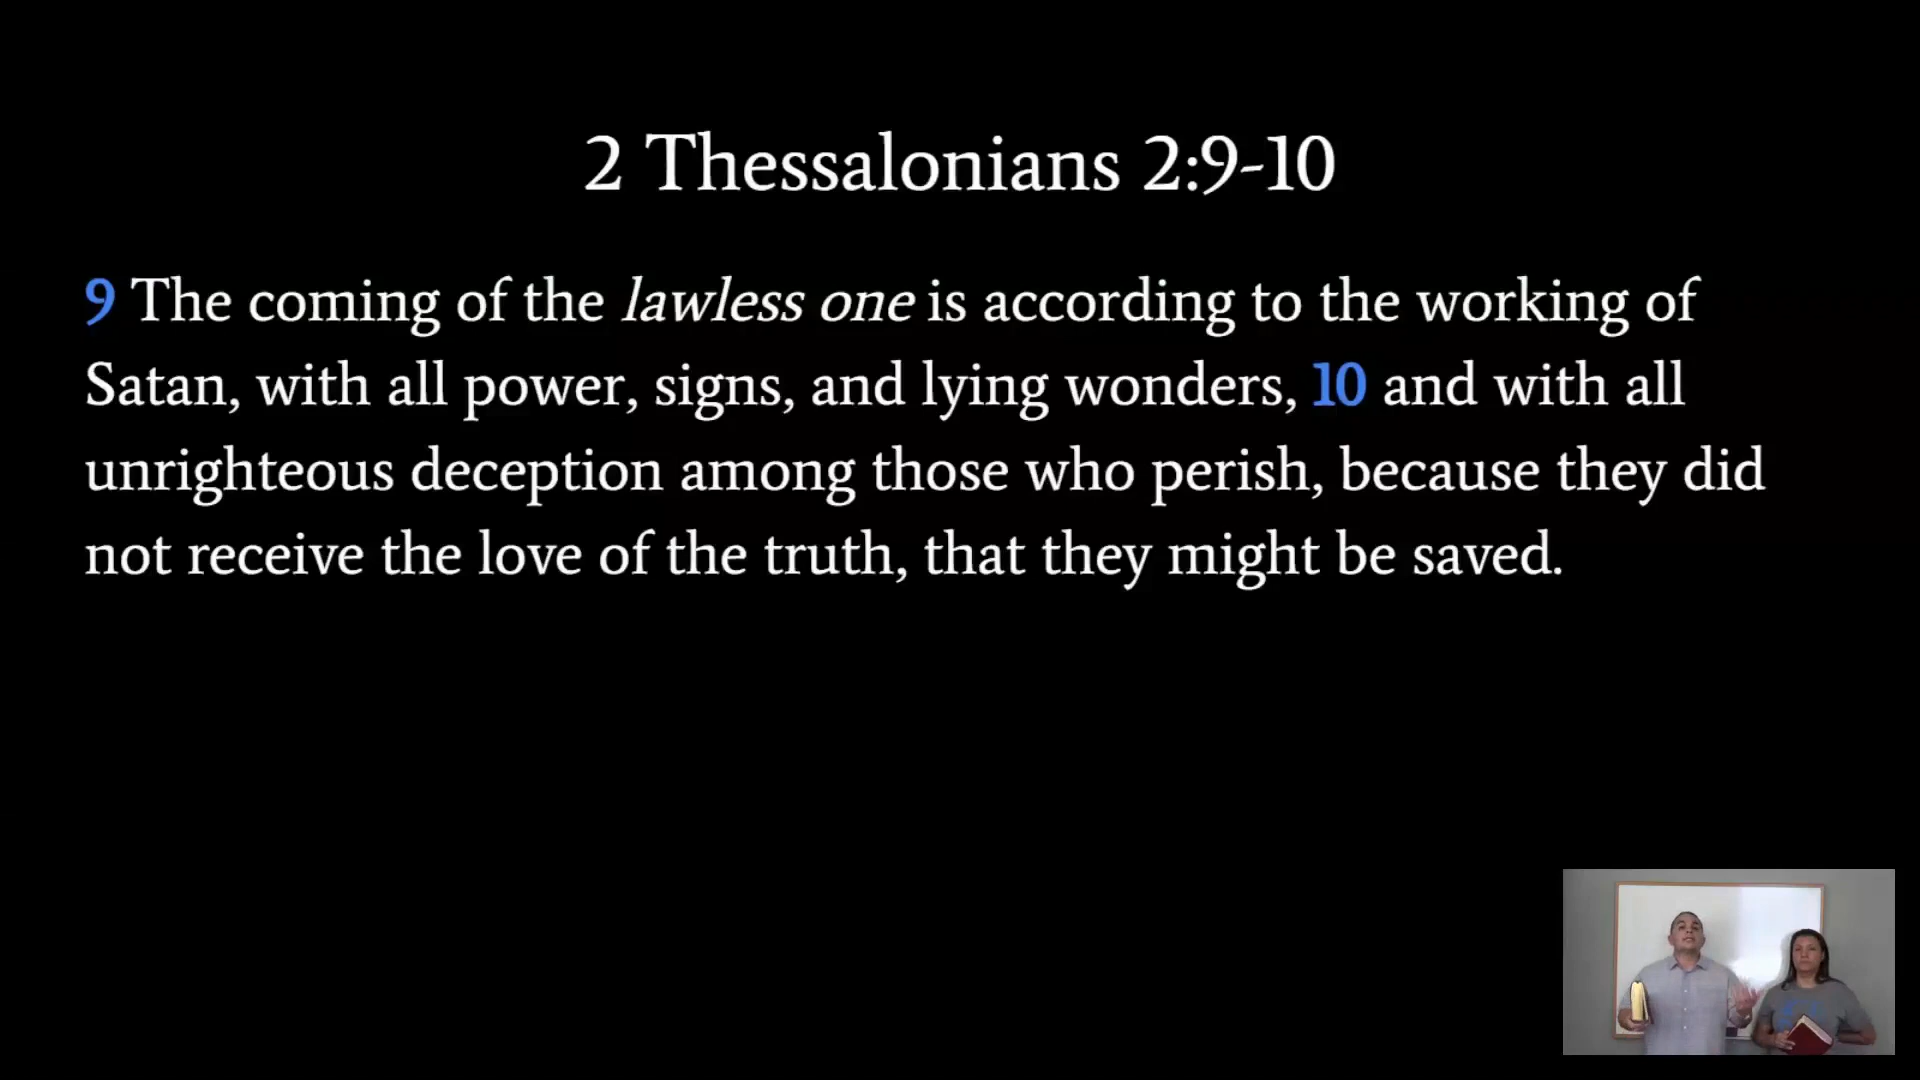 2 Thessalonians 2:9-10
9 The coming of the lawless one is according to the working of
Satan, with all power, signs, and lying wonders, 10 and with all
unrighteous deception among those who perish, because they did
not receive the love of the truth, that they might be saved.